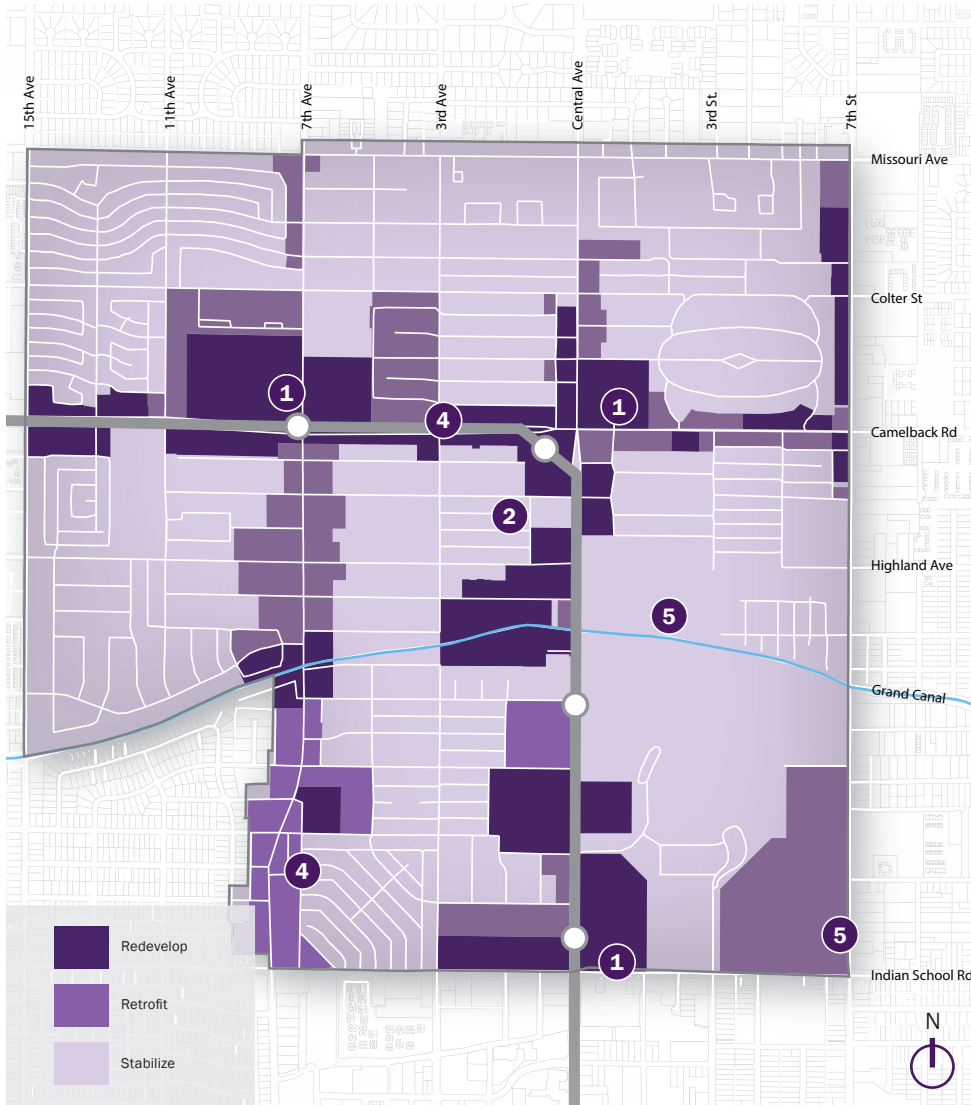 15th Ave
11th Ave
7th Ave
3rd Ave
Central Ave
3rd St.
7th St
Missouri Ave
Colter St
1
1
4
Camelback Rd
2
Highland Ave
5
Grand Canal
4
5
1
Indian School Rd
Redevelop
Retrofit
Stabilize
N